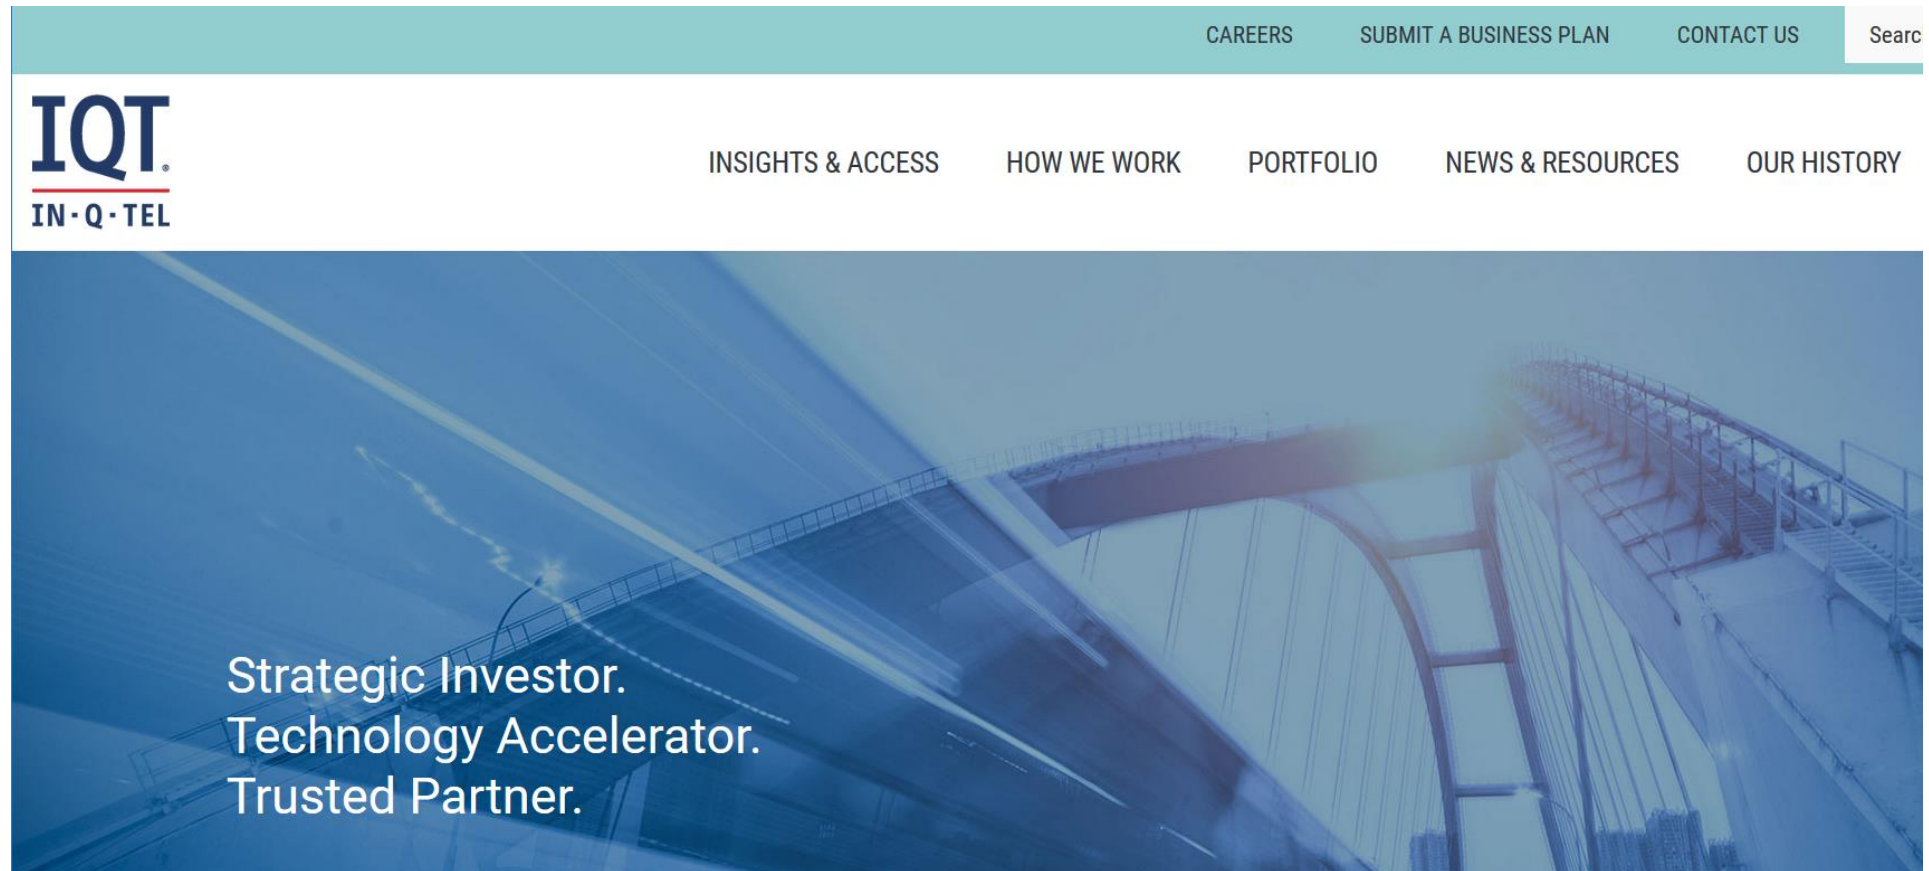 CAREERS SUBMIT A BUSINESS PLAN CONTACT US Searc
IQT®
IN·Q·TEL
INSIGHTS & ACCESS HOW WE WORK PORTFOLIO NEWS & RESOURCES OUR HISTORY
Strategic Investor.
Technology Accelerator.
Trusted Partner.